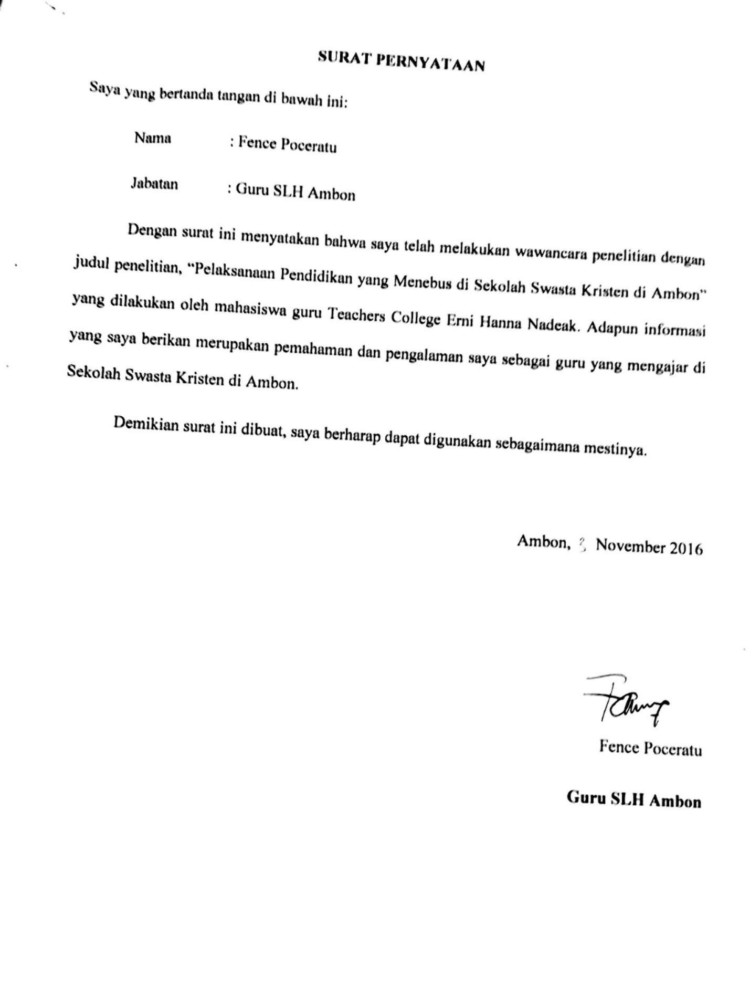 SURAT PERNYATAAN
Saya yang bertanda tangan di bawah ini:
Nama : Fence Poceratu
Jabatan : Guru SLH Ambon
Dengan surat ini menyatakan bahwa saya telah melakukan wawancara penelitian dengan
judul penelitian, “Pelaksanaan Pendidikan yang Menebus di Sekolah Swasta Kristen di Ambon”
yang dilakukan oleh mahasiswa guru Teachers College Erni Hanna Nadeak. Adapun informasi
yang saya berikan merupakan pemahaman dan pengalaman saya sebagai guru yang mengajar di
Sekolah Swasta Kristen di Ambon.
Demikian surat ini dibuat, saya berharap dapat digunakan sebagaimana mestinya.
Ambon, 3 November 2016
Fence Poceratu
Guru SLH Ambon